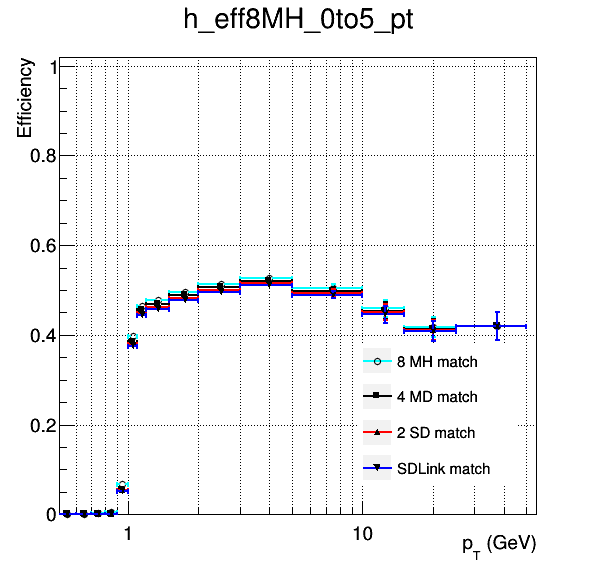 h_eff8MH_0to5_pt
Efficiency
1
0.8
0.6
0.4
0.2
0
8 MH match
4 MD match
2 SD match
SDLink match
1
10
p_T (GeV)